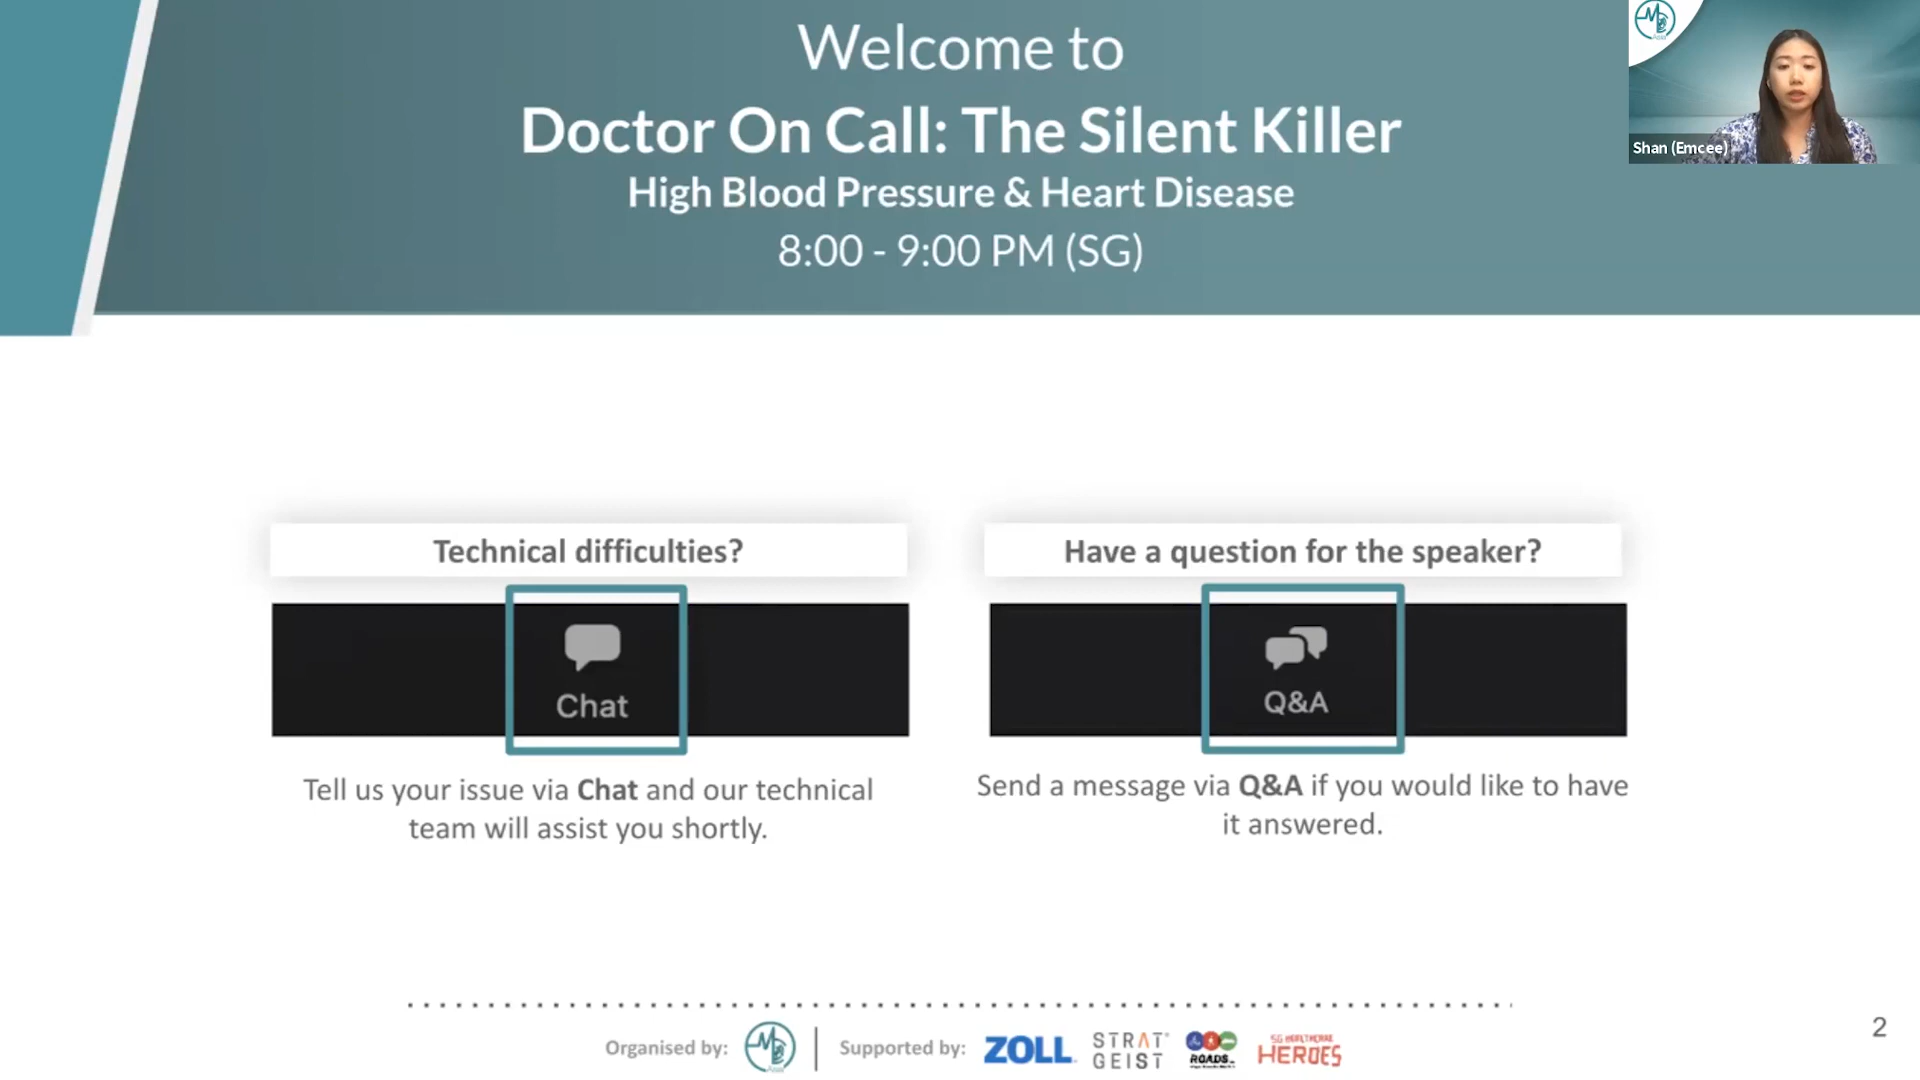 Welcome to
Doctor On Call: The Silent Killer
High Blood Pressure & Heart Disease
8:00 - 9:00 PM (SG)
Shan (Emcee)
Technical difficulties?
Chat
Tell us your issue via Chat and our technical
team will assist you shortly.
Have a question for the speaker?
Q&A
Send a message via Q&A if you would like to have
it answered.
Organised by:
Supported by:
ZOLL
STRAT
GEIST
ROADS
SG HEALTHCARE
HEROES
2